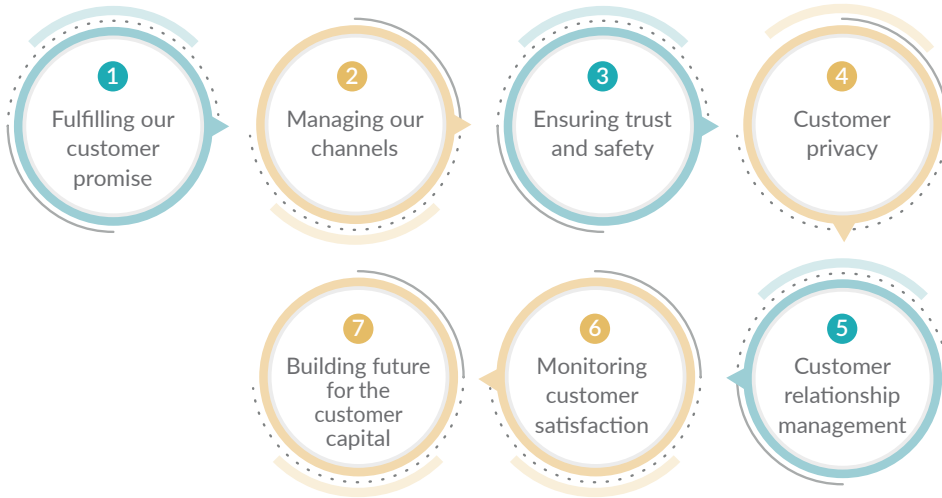 1
Fulfilling our
customer
promise
2
Managing our
channels
3
Ensuring trust
and safety
4
Customer
privacy
5
Customer
relationship
management
6
Monitoring
customer
satisfaction
7
Building future
for the
customer
capital